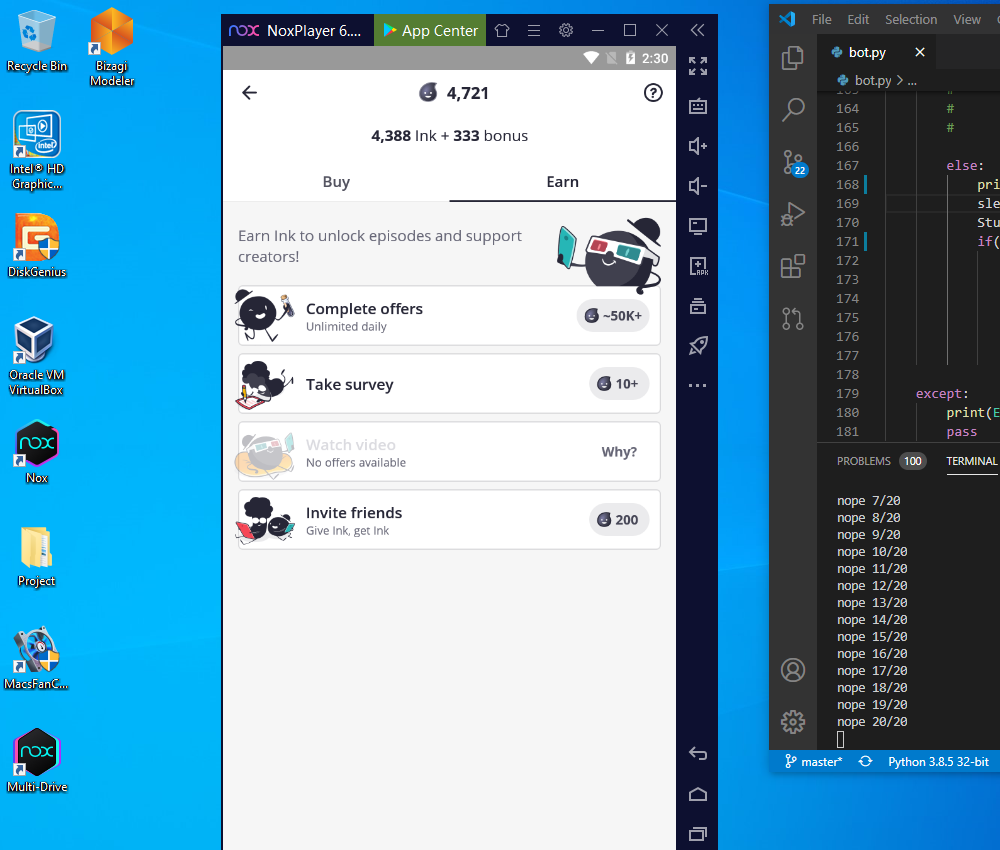 Recycle Bin
Bizagi
Modeler
Intel® HD
Graphic...
DiskGenius
Oracle VM
VirtualBox
Nox
Project
MacsFanC...
Multi-Drive
nox NoxPlayer 6....
App Center
2:30
4,721
4,388 Ink + 333 bonus
Buy
Earn
Earn Ink to unlock episodes and support
creators!
Complete offers
Unlimited daily
~50K+
Take survey
10+
Watch video
No offers available
Why?
Invite friends
Give Ink, get Ink
200
File Edit Selection View
bot.py
bot.py > ...
22
164 #
165 #
166
167 else:
168 pri
169 sle
170 Stu
171 if(
172
173
174
175
176
177
178
179 except:
180 print(E
181 pass
PROBLEMS 100 TERMINAL
nope 7/20
nope 8/20
nope 9/20
nope 10/20
nope 11/20
nope 12/20
nope 13/20
nope 14/20
nope 15/20
nope 16/20
nope 17/20
nope 18/20
nope 19/20
nope 20/20
master* Python 3.8.5 32-bit